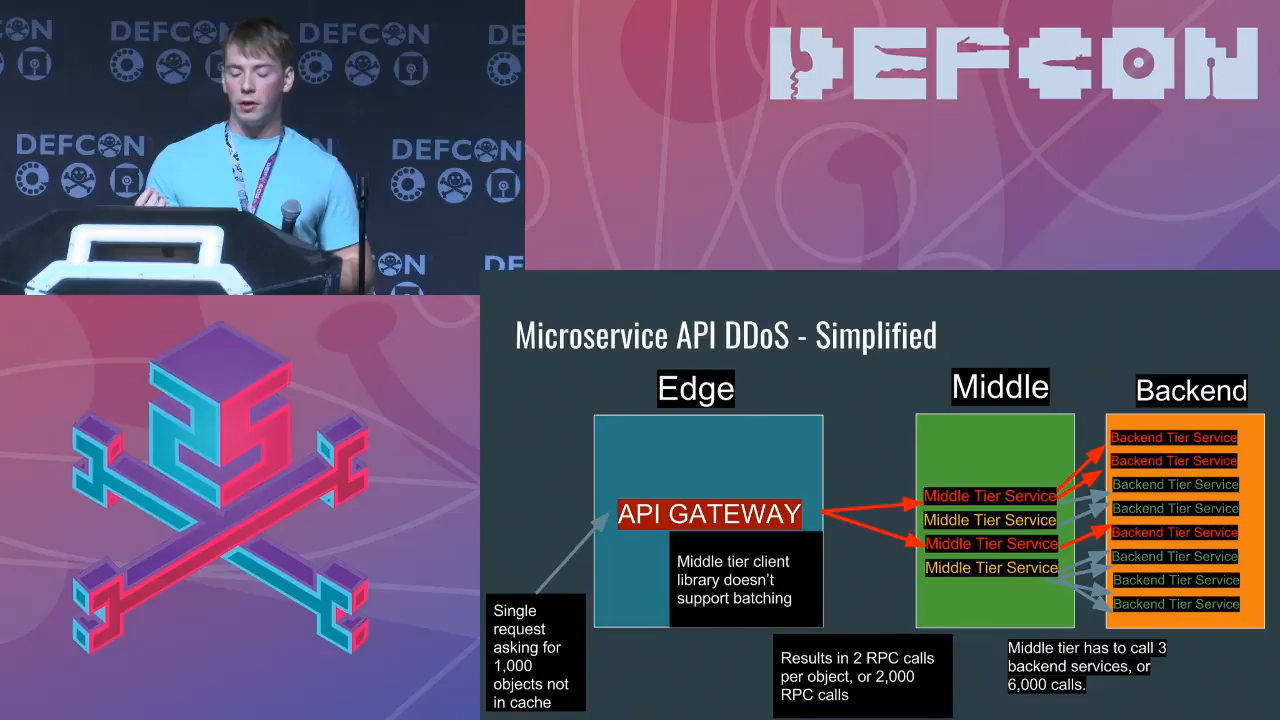 DEFCON
DEFCON
DEFCON
DEFCON
DEFCON
DEFCON
Microservice API DDoS - Simplified
Edge
Middle
Backend
API GATEWAY
Middle tier client
library doesn't
support batching
Single
request
asking for
1,000
objects not
in cache
Middle Tier Service
Middle Tier Service
Middle Tier Service
Middle Tier Service
Backend Tier Service
Backend Tier Service
Backend Tier Service
Backend Tier Service
Backend Tier Service
Backend Tier Service
Backend Tier Service
Backend Tier Service
Results in 2 RPC calls
per object, or 2,000
RPC calls
Middle tier has to call 3
backend services, or
6,000 calls.